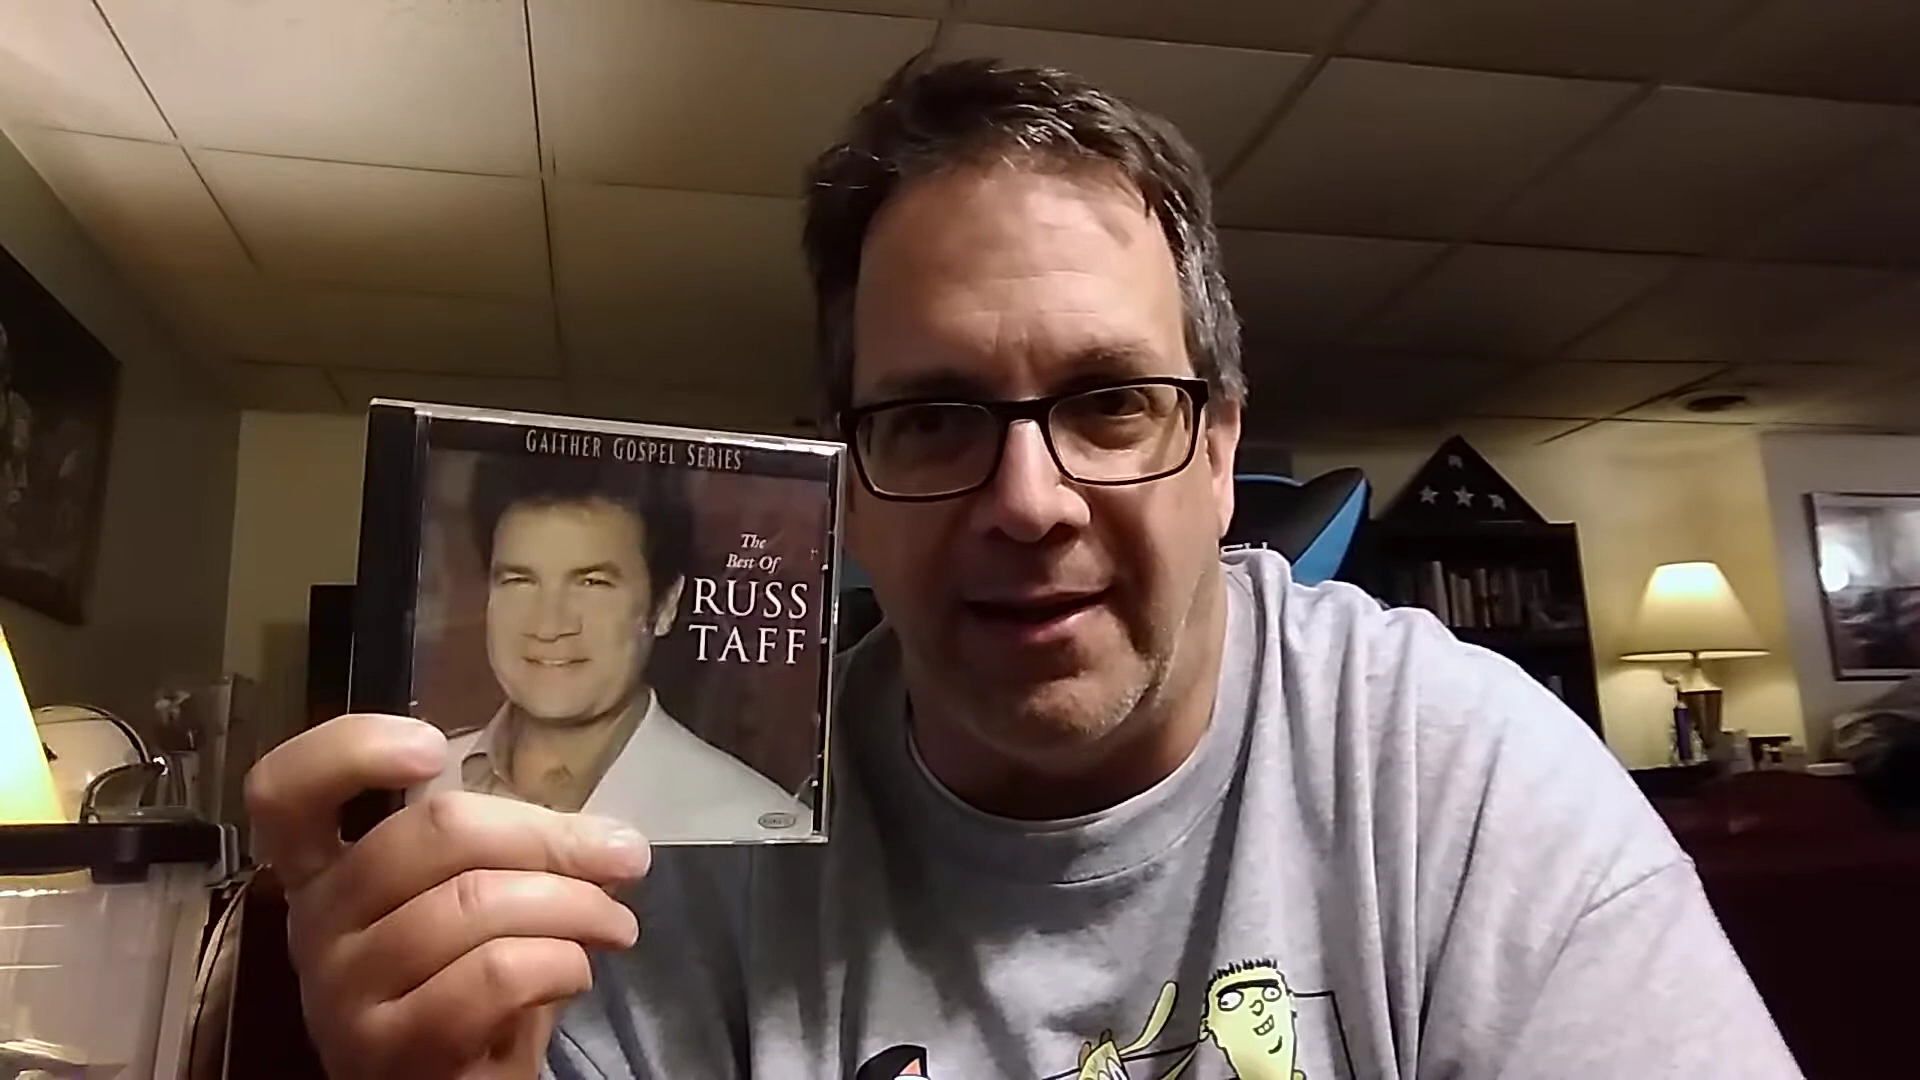 GAITHER GOSPEL SERIES
The
Best Of
RUSS
TAFF